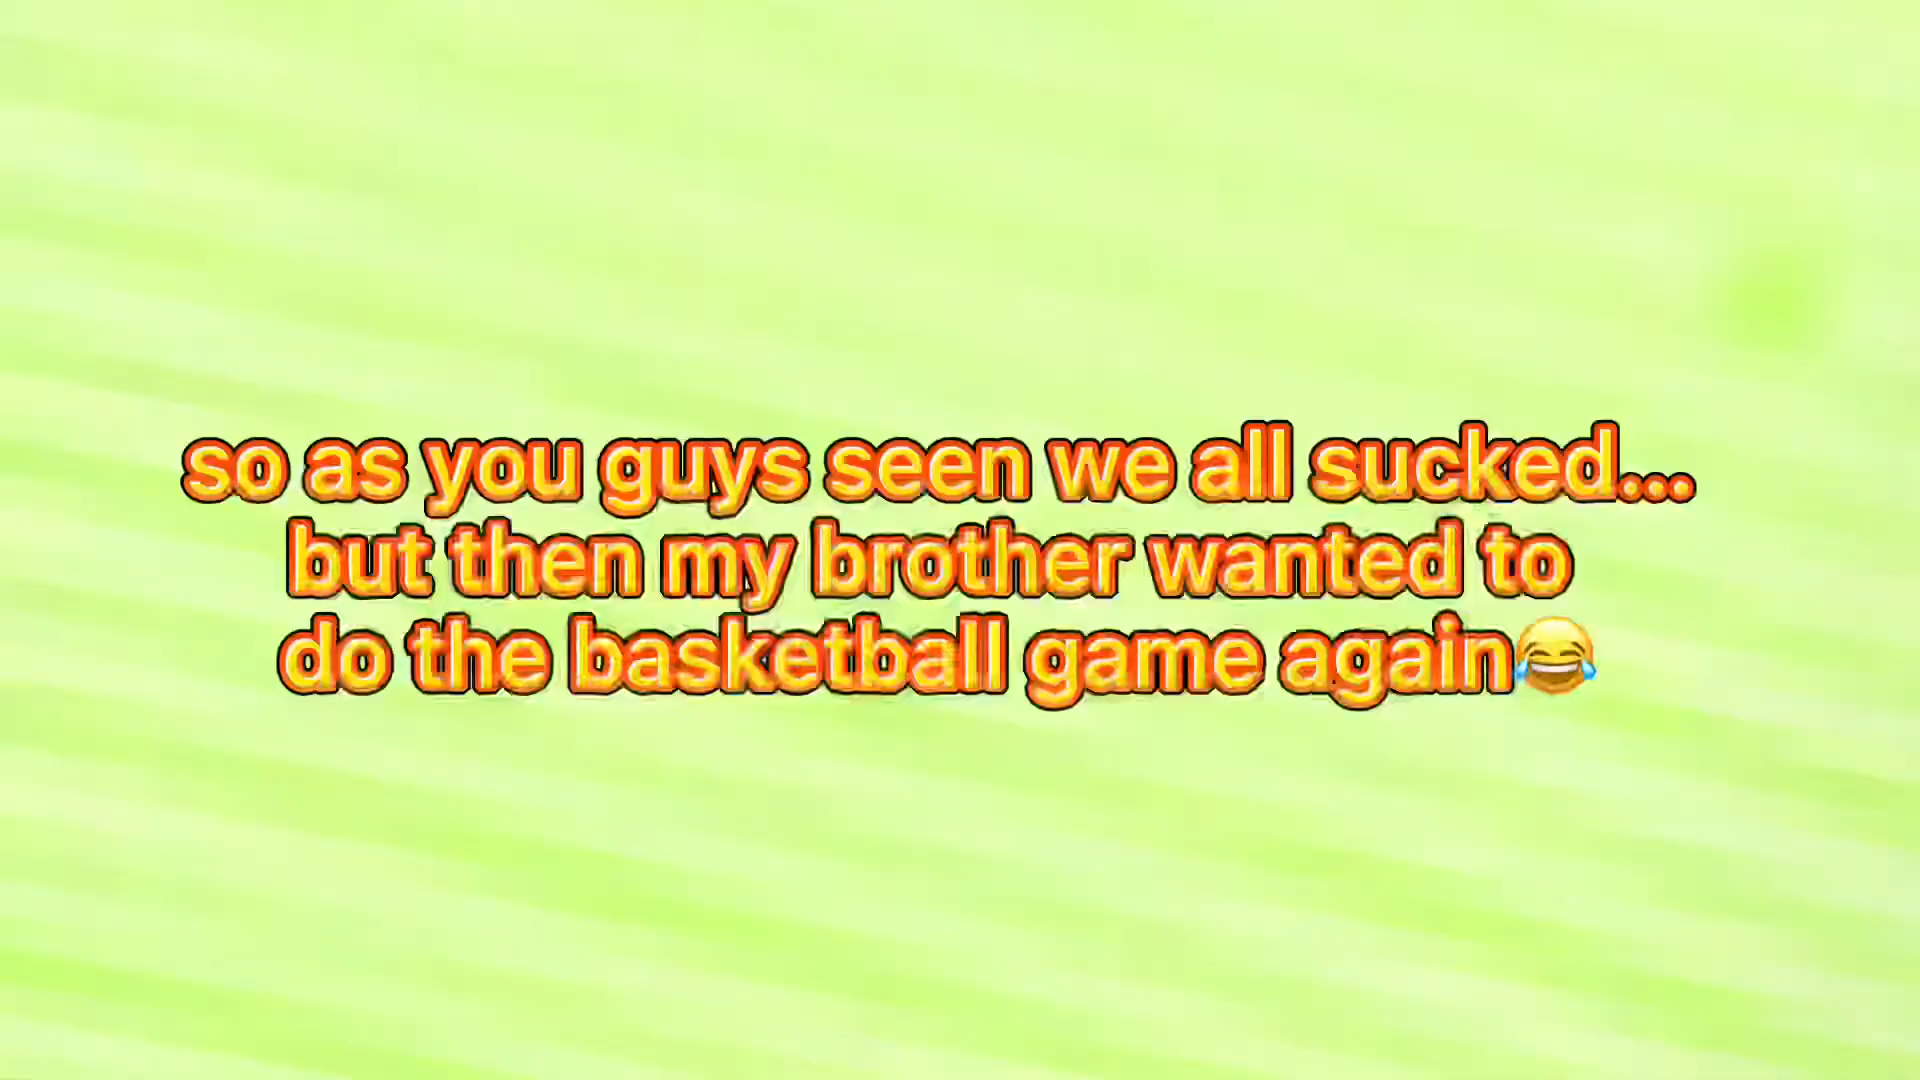 so as you guys seen we all sucked...
but then my brother wanted to
do the basketball game again😂